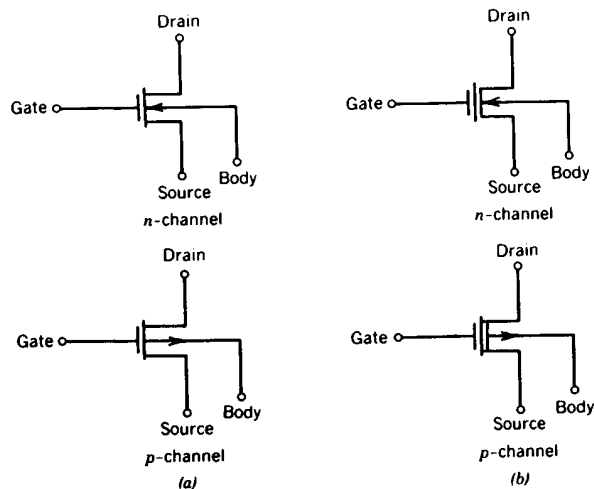 Drain
Gate
Source
Body
n-channel
Drain
Gate
Source
Body
p-channel
(a)
Drain
Gate
Source
Body
n-channel
Drain
Gate
Source
Body
p-channel
(b)